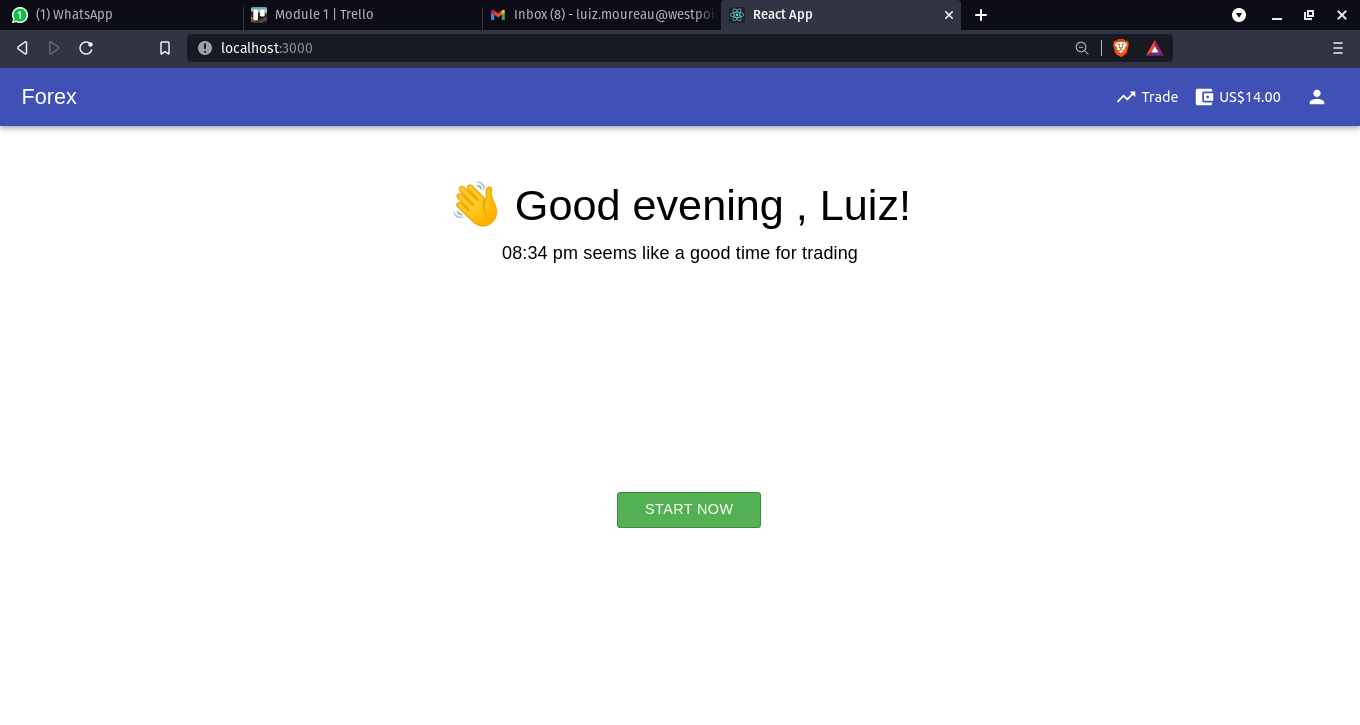 (1) WhatsApp
Module 1 | Trello
Inbox (8) - luiz.moureau@westpoi
React App
localhost:3000
Forex
Trade
US$14.00
👋 Good evening , Luiz!
08:34 pm seems like a good time for trading
START NOW